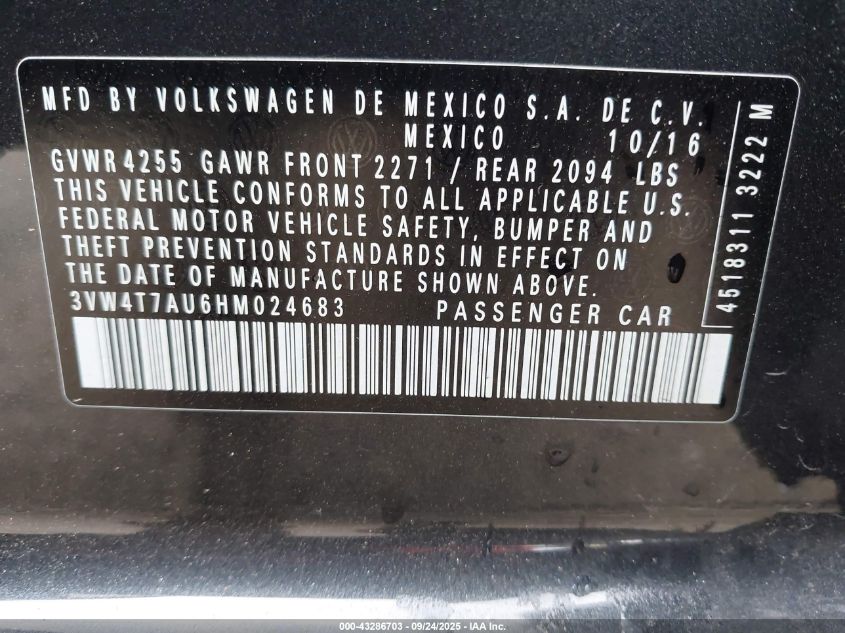 MFD BY VOLKSWAGEN DE MEXICO S.A. DE C.V.
MEXICO 10/16
GVWR 4255 GAWR FRONT 2271 / REAR 2094 LBS
THIS VEHICLE CONFORMS TO ALL APPLICABLE U.S.
FEDERAL MOTOR VEHICLE SAFETY, BUMPER AND
THEFT PREVENTION STANDARDS IN EFFECT ON
THE DATE OF MANUFACTURE SHOWN ABOVE.
3VW4T7AU6HM024683 PASSENGER CAR
4518311 3222 M
000-43286703 - 09/24/2025 - IAA Inc.